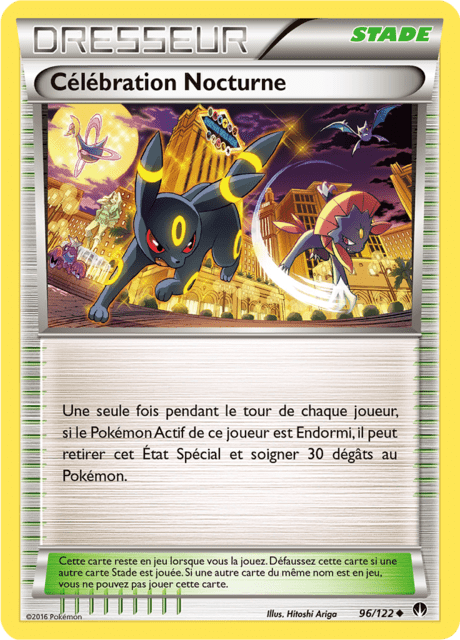 DRESSEUR
STADE
Célébration Nocturne
Une seule fois pendant le tour de chaque joueur,
si le Pokémon Actif de ce joueur est Endormi, il peut
retirer cet État Spécial et soigner 30 dégâts au
Pokémon.
Cette carte reste en jeu lorsque vous la jouez. Défaussez cette carte si une
autre carte Stade est jouée. Si une autre carte du même nom est en jeu,
vous ne pouvez pas jouer cette carte.
©2016 Pokémon
Illus. Hitoshi Ariga
96/122